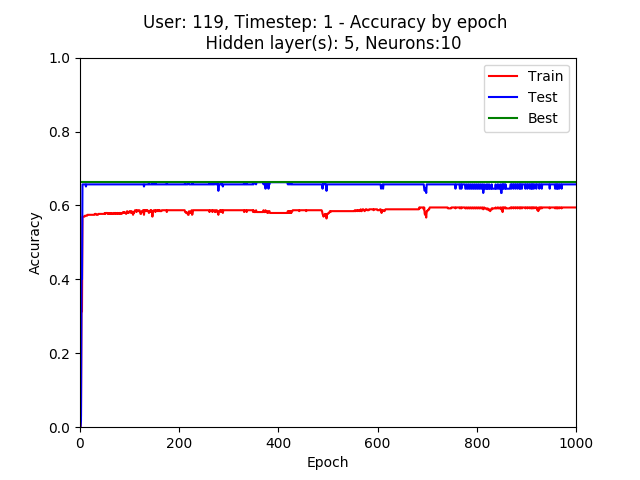 User: 119, Timestep: 1 - Accuracy by epoch
Hidden layer(s): 5, Neurons:10
Train
Test
Best
1.0
0.8
0.6
0.4
0.2
0.0
Accuracy
0 200 400 600 800 1000
Epoch